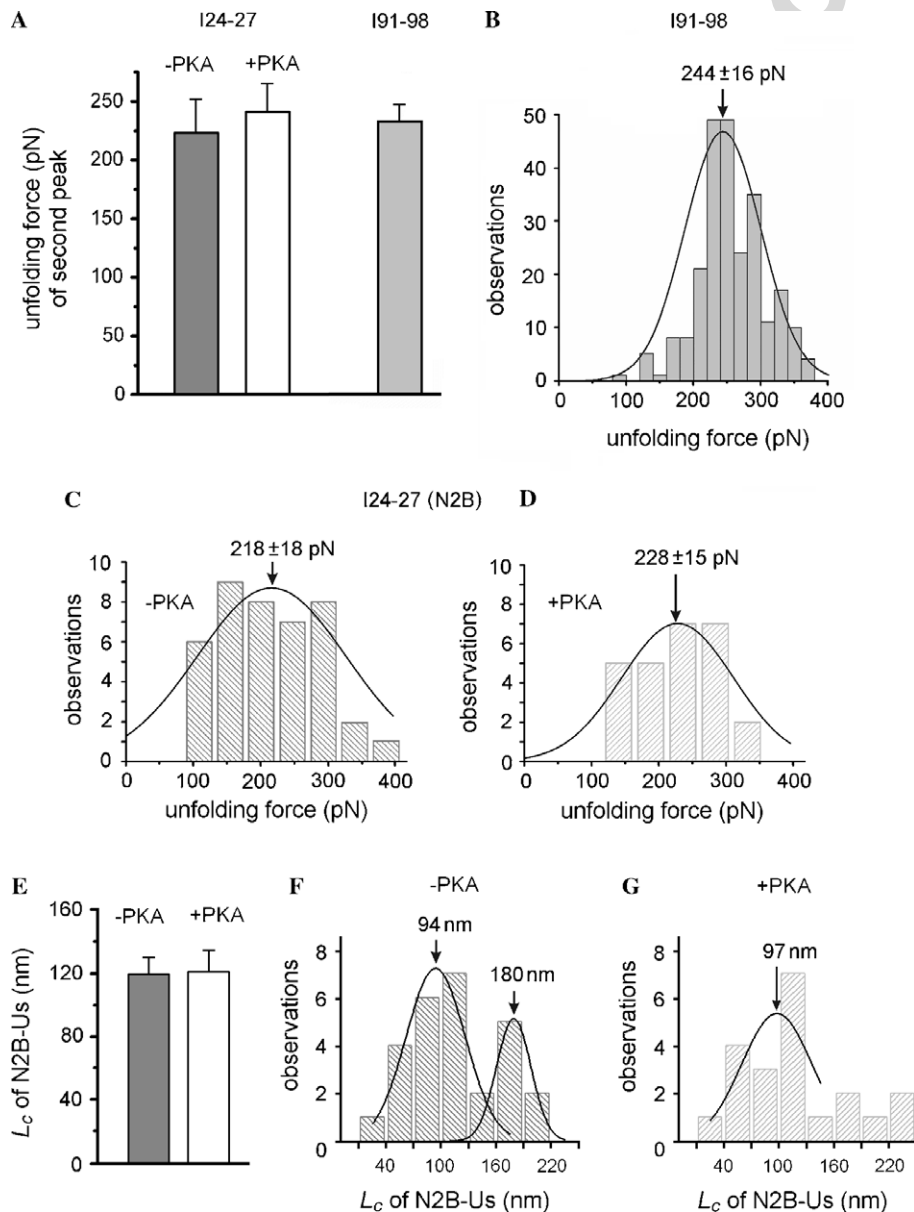 A I24-27 I91-98 B I91-98
-PKA +PKA
unfolding force (pN)
of second peak
250
225
175
125
75
50
25
0
244 ±16 pN
observations
50
40
30
20
10
0
0 100 200 300 400
unfolding force (pN)
C I24-27 (N2B) D
218 ±18 pN
-PKA
observations
10
8
6
4
2
0
0 100 200 300 400
unfolding force (pN)
228 ±15 pN
+PKA
observations
10
8
6
4
2
0
0 100 200 300 400
unfolding force (pN)
E
-PKA +PKA
Lc of N2B-Us (nm)
160
120
80
40
0
F -PKA
94 nm
180 nm
observations
8
6
4
2
0
40 100 160 220
Lc of N2B-Us (nm)
G +PKA
97 nm
observations
8
6
4
2
0
40 100 160 220
Lc of N2B-Us (nm)